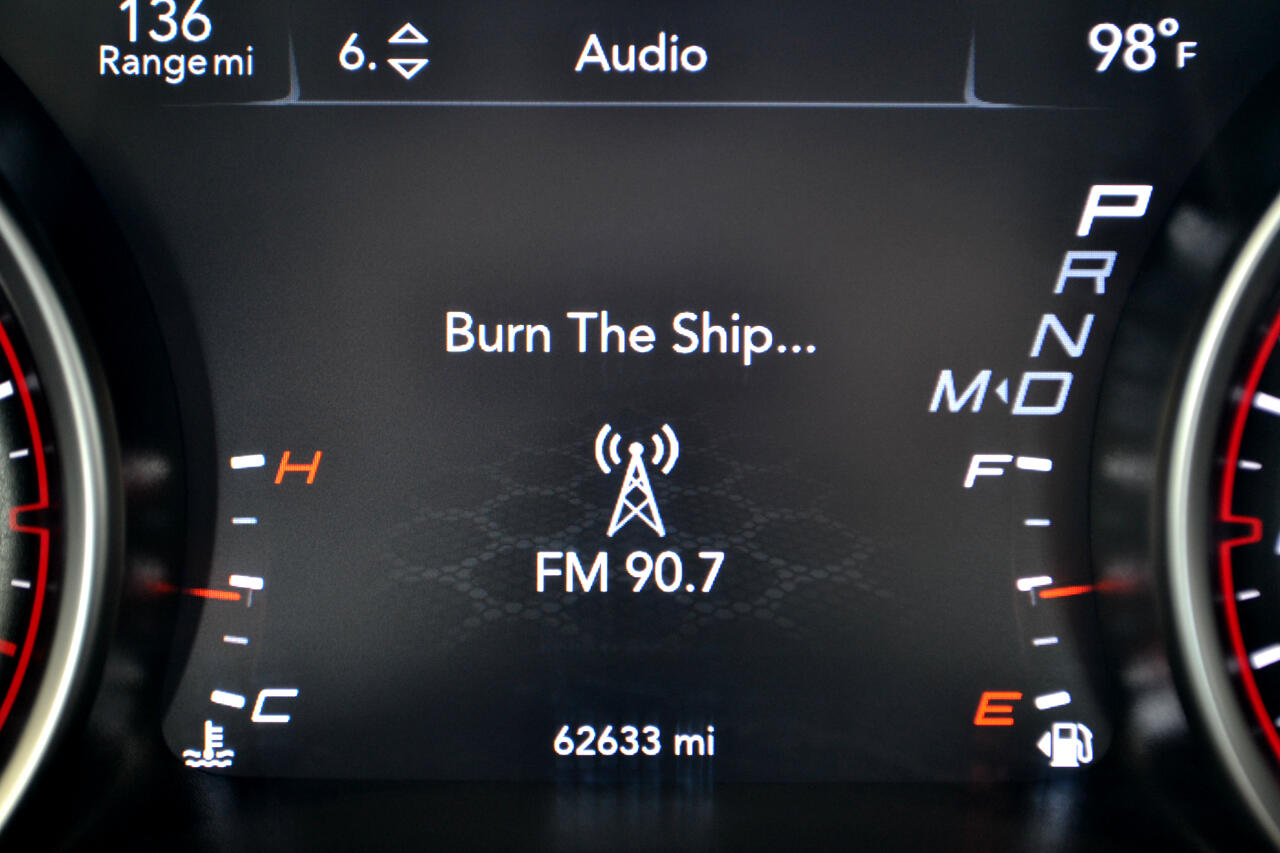 136
Range mi
6.
Audio
98°F
P
R
N
M D
Burn The Ship...
H
F
FM 90.7
C
E
62633 mi